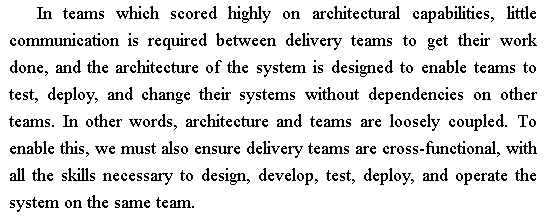 In teams which scored highly on architectural capabilities, little
communication is required between delivery teams to get their work
done, and the architecture of the system is designed to enable teams to
test, deploy, and change their systems without dependencies on other
teams. In other words, architecture and teams are loosely coupled. To
enable this, we must also ensure delivery teams are cross-functional, with
all the skills necessary to design, develop, test, deploy, and operate the
system on the same team.